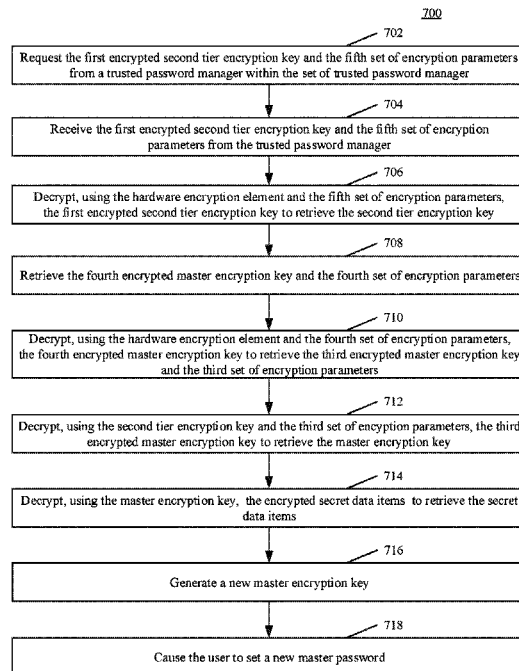 700
702
Request the first encrypted second tier encryption key and the fifth set of encryption parameters
from a trusted password manager within the set of trusted password manager
704
Receive the first encrypted second tier encryption key and the fifth set of encryption
parameters from the trusted password manager
706
Decrypt, using the hardware encryption element and the fifth set of encryption parameters,
the first encrypted second tier encryption key to retrieve the second tier encryption key
708
Retrieve the fourth encrypted master encryption key and the fourth set of encryption parameters
710
Decrypt, using the hardware encryption element and the fourth set of encryption parameters,
the fourth encrypted master encryption key to retrieve the third encrypted master encryption key
and the third set of encryption parameters
712
Decrypt, using the second tier encryption key and the third set of encyption parameters, the third
encrypted master encryption key to retrieve the master encryption key
714
Decrypt, using the master encryption key, the encrypted secret data items to retrieve the secret
data items
716
Generate a new master encryption key
718
Cause the user to set a new master password